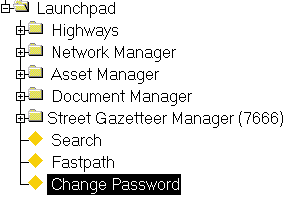 Launchpad
Highways
Network Manager
Asset Manager
Document Manager
Street Gazetteer Manager (7666)
Search
Fastpath
Change Password